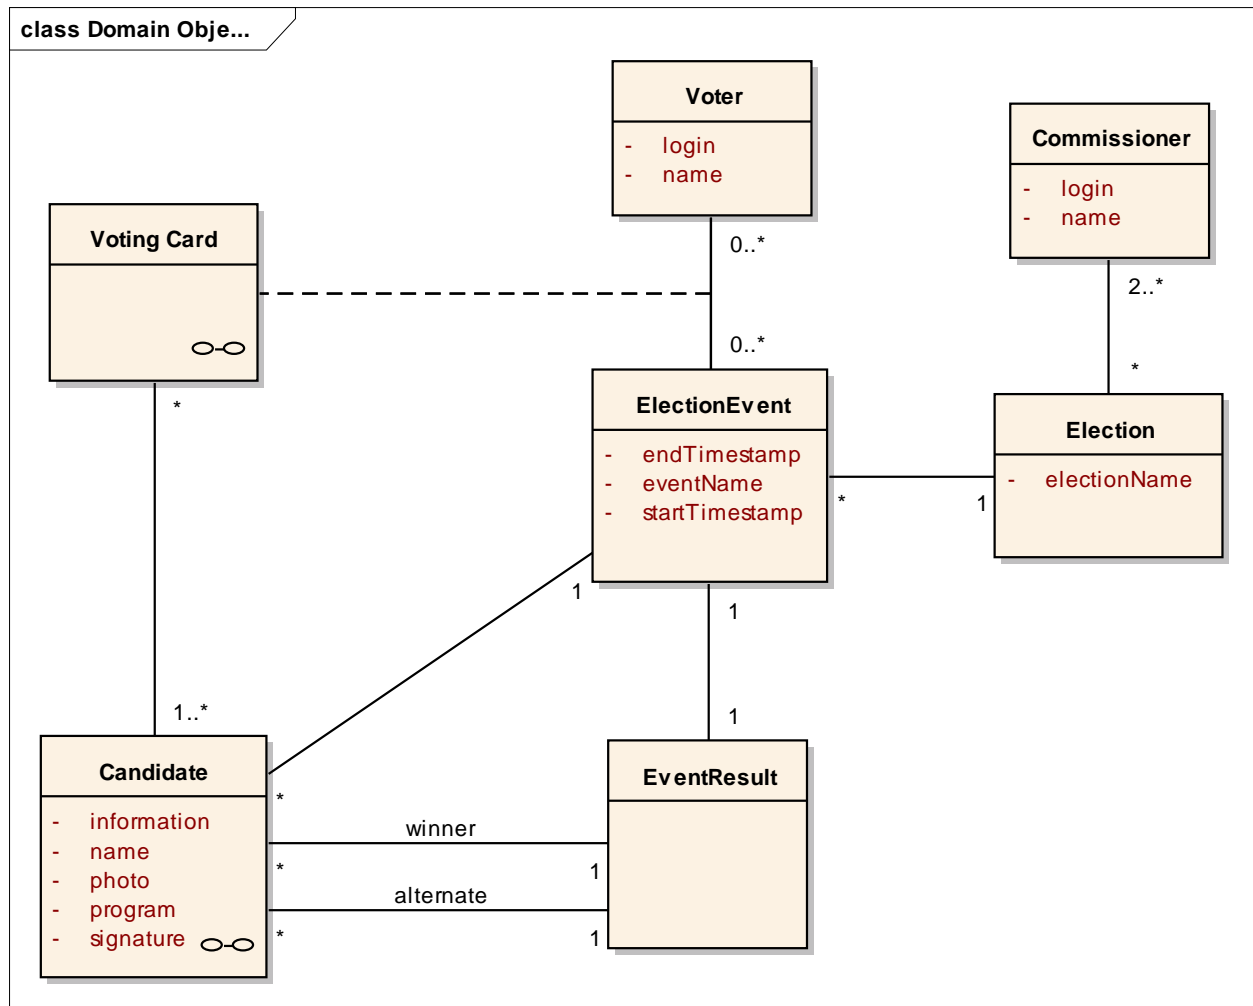 class Domain Obje...
Voter
- login
- name
Commissioner
- login
- name
Voting Card
0..*
2..*
0..*
*
*
ElectionEvent
- endTimestamp
- eventName
- startTimestamp
Election
- electionName
*
1
1
1
1..*
1
Candidate
- information
- name
- photo
- program
- signature
EventResult
*
winner
*
1
alternate
*
1